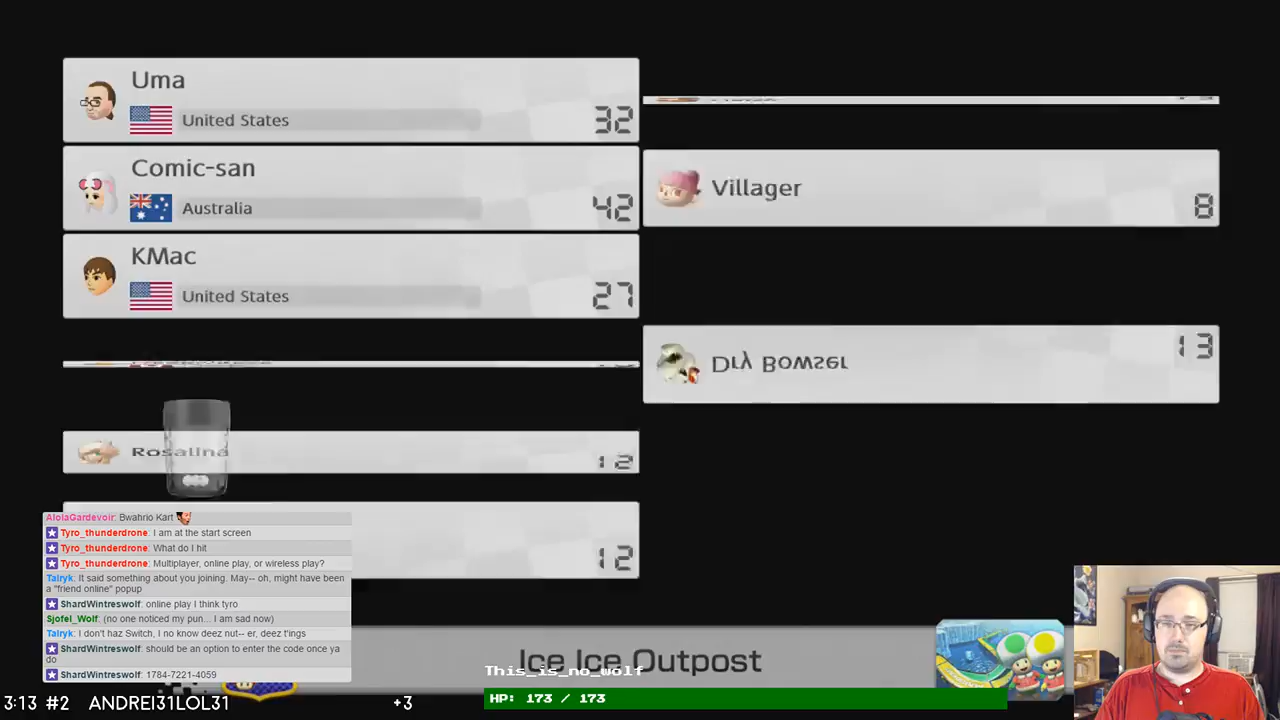 Uma
United States
32
Comic-san
Australia
42
KMac
United States
27
Rosalina
12
12
Villager
8
Dry Bowser
13
AlolaGardevoir: Bwahrio Kart
Tyro_thunderdrone: I am at the start screen
Tyro_thunderdrone: What do I hit
Tyro_thunderdrone: Multiplayer, online play, or wireless play?
Talryk: It said something about you joining. May-- oh, might have been
a "friend online" popup
ShardWintreswolf: online play I think tyro
Sjofel_Wolf: (no one noticed my pun... I am sad now)
Talryk: I don't haz Switch, I no know deez nut-- er, deez t'ings
ShardWintreswolf: should be an option to enter the code once ya
do
ShardWintreswolf: 1784-7221-4059
Ice Ice Outpost
This_is_no_wolf
HP: 173 / 173
3:13 #2 ANDREI31LOL31 +3